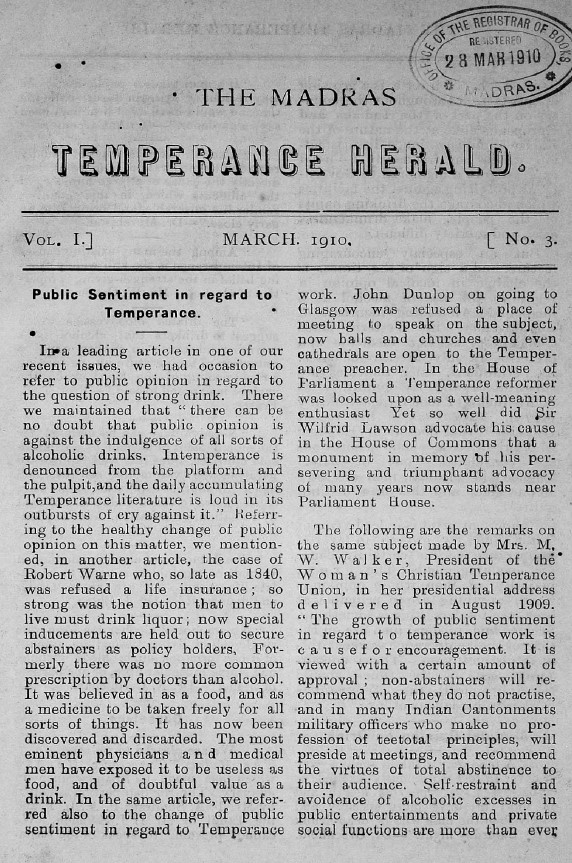 OFFICE OF THE REGISTRAR OF BOOKS
REGISTERED
28 MAR 1910
MADRAS.
THE MADRAS
TEMPERANCE HERALD.
VOL. I.]
MARCH. 1910.
[ No. 3.
Public Sentiment in regard to
Temperance.
In a leading article in one of our
recent issues, we had occasion to
refer to public opinion in regard to
the question of strong drink. There
we maintained that "there can be
no doubt that public opinion is
against the indulgence of all sorts of
alcoholic drinks. Intemperance is
denounced from the platform and
the pulpit,and the daily accumulating
Temperance literature is loud in its
outbursts of cry against it." Referr-
ing to the healthy change of public
opinion on this matter, we mention-
ed, in another article, the case of
Robert Warne who, so late as 1840,
was refused a life insurance; so
strong was the notion that men to
live must drink liquor; now special
inducements are held out to secure
abstainers as policy holders, For-
merly there was no more common
prescription by doctors than alcohol.
It was believed in as a food, and as
a medicine to be taken freely for all
sorts of things. It has now been
discovered and discarded. The most
eminent physicians and medical
men have exposed it to be useless as
food, and of doubtful value as a
drink. In the same article, we refer-
red also to the change of public
sentiment in regard to Temperance
work. John Dunlop on going to
Glasgow was refused a place of
meeting to speak on the subject,
now halls and churches and even
cathedrals are open to the Temper-
ance preacher. In the House of
Parliament a Temperance reformer
was looked upon as a well-meaning
enthusiast Yet so well did Sir
Wilfrid Lawson advocate his cause
in the House of Commons that a
monument in memory of his per-
severing and triumphant advocacy
of many years now stands near
Parliament House.
The following are the remarks on
the same subject made by Mrs. M,
W. Walker, President of the
Woman's Christian Temperance
Union, in her presidential address
delivered in August 1909.
"The growth of public sentiment
in regard to temperance work is
cause for encouragement. It is
viewed with a certain amount of
approval; non-abstainers will re-
commend what they do not practise,
and in many Indian Cantonments
military officers who make no pro-
fession of teetotal principles, will
preside at meetings, and recommend
the virtues of total abstinence to
their audience. Self-restraint and
avoidence of alcoholic excesses in
public entertainments and private
social functions are more than ever